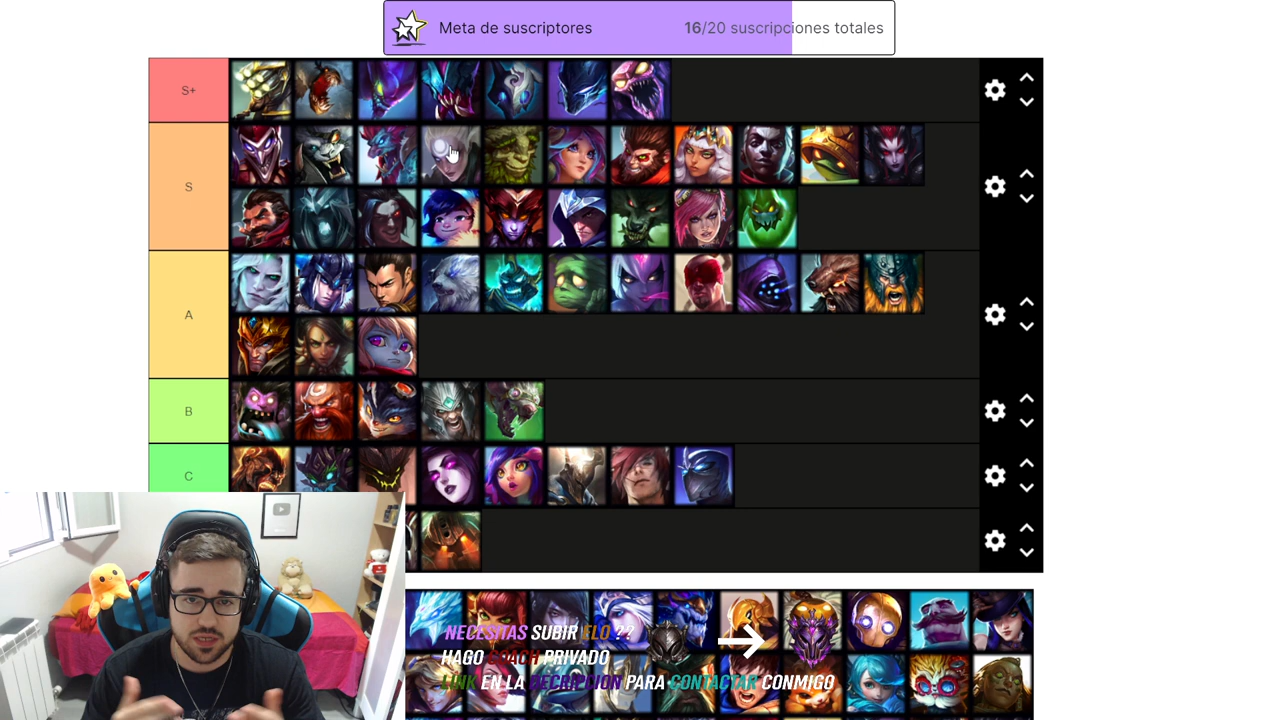 Meta de suscriptores
16/20 suscripciones totales
S+
S
A
B
C
NECESITAS SUBIR ELO ??
HAGO COACH PRIVADO
LINK EN LA DECRIPCION PARA CONTACTAR CONMIGO